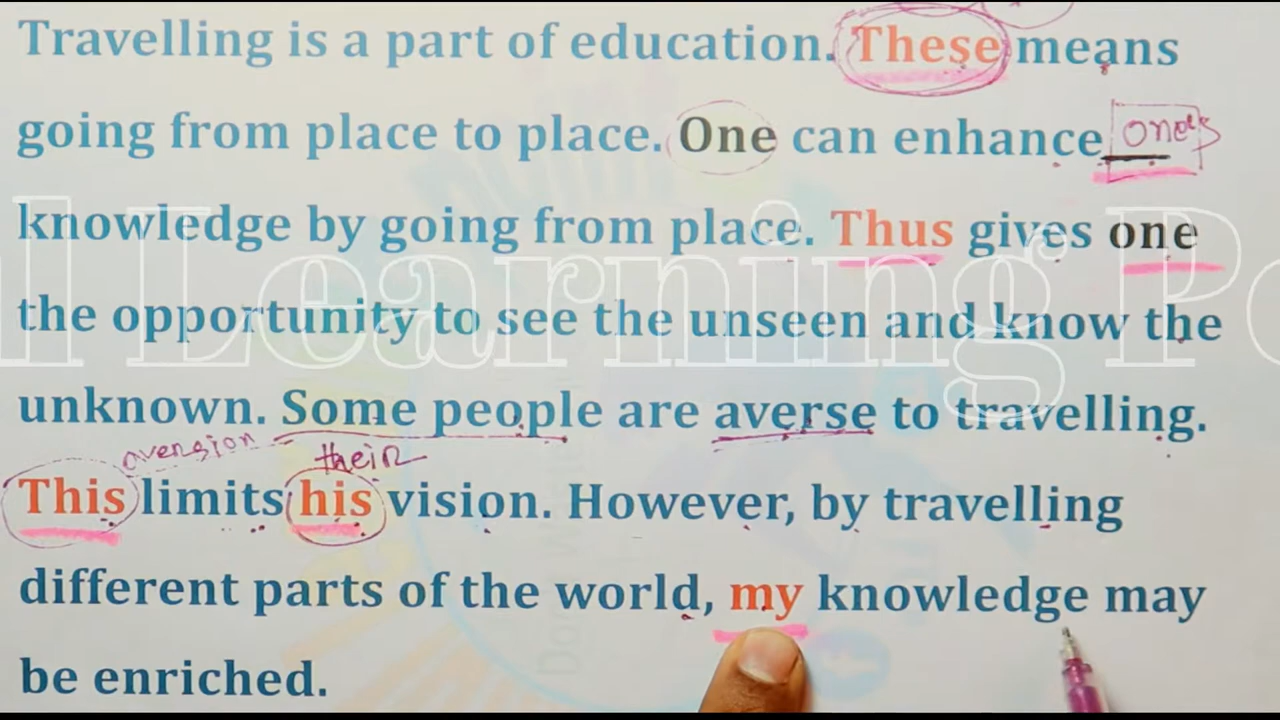 Travelling is a part of education. These means
going from place to place. One can enhance one's
knowledge by going from place. Thus gives one
the opportunity to see the unseen and know the
unknown. Some people are averse to travelling.
aversion their
This limits his vision. However, by travelling
different parts of the world, my knowledge may
be enriched.
l Learning Po